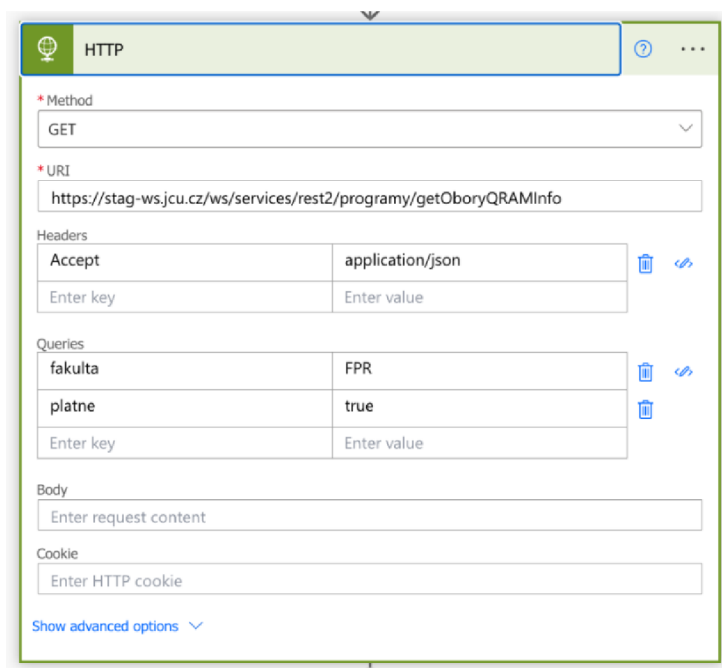 HTTP
* Method
GET
* URI
https://stag-ws.jcu.cz/ws/services/rest2/programy/getOboryQRAMInfo
Headers
Accept application/json
Enter key Enter value
Queries
fakulta FPR
platne true
Enter key Enter value
Body
Enter request content
Cookie
Enter HTTP cookie
Show advanced options